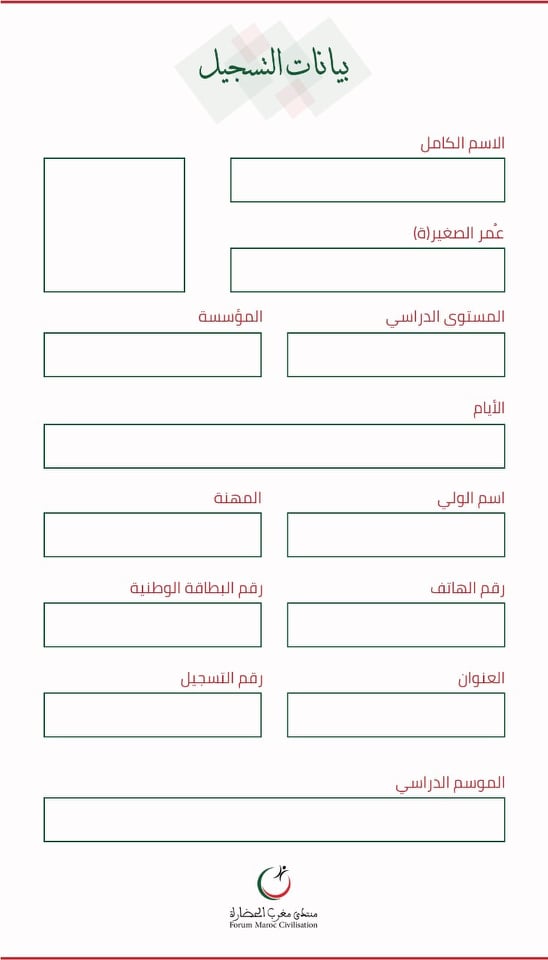 بيانات التسجيل
الاسم الكامل
عْمر الصغير(ة)
المستوى الدراسي
المؤسسة
الأيام
اسم الولي
المهنة
رقم الهاتف
رقم البطاقة الوطنية
العنوان
رقم التسجيل
الموسم الدراسي
منتدى مغرب الحضارة
Forum Maroc Civilisation